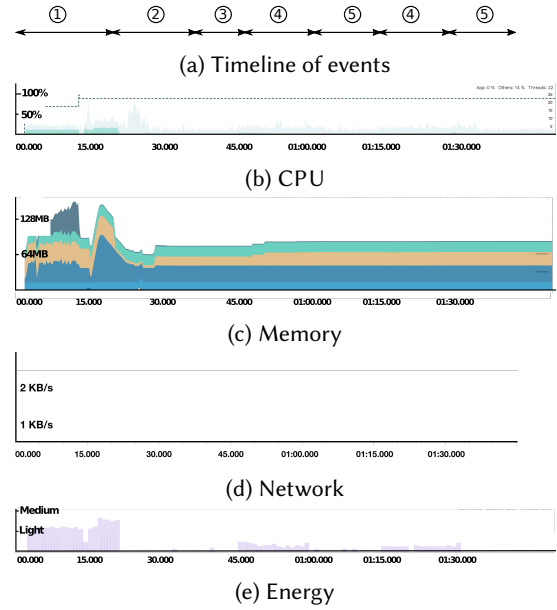 ① ② ③ ④ ⑤ ④ ⑤
(a) Timeline of events
100%
50%
App: 0 % Others: 14 % Threads: 22
25
20
15
10
5
00.000 15.000 30.000 45.000 01:00.000 01:15.000 01:30.000
(b) CPU
128MB
64MB
00.000 15.000 30.000 45.000 01:00.000 01:15.000 01:30.000
(c) Memory
2 KB/s
1 KB/s
00.000 15.000 30.000 45.000 01:00.000 01:15.000 01:30.000
(d) Network
Medium
Light
00.000 15.000 30.000 45.000 01:00.000 01:15.000 01:30.000
(e) Energy